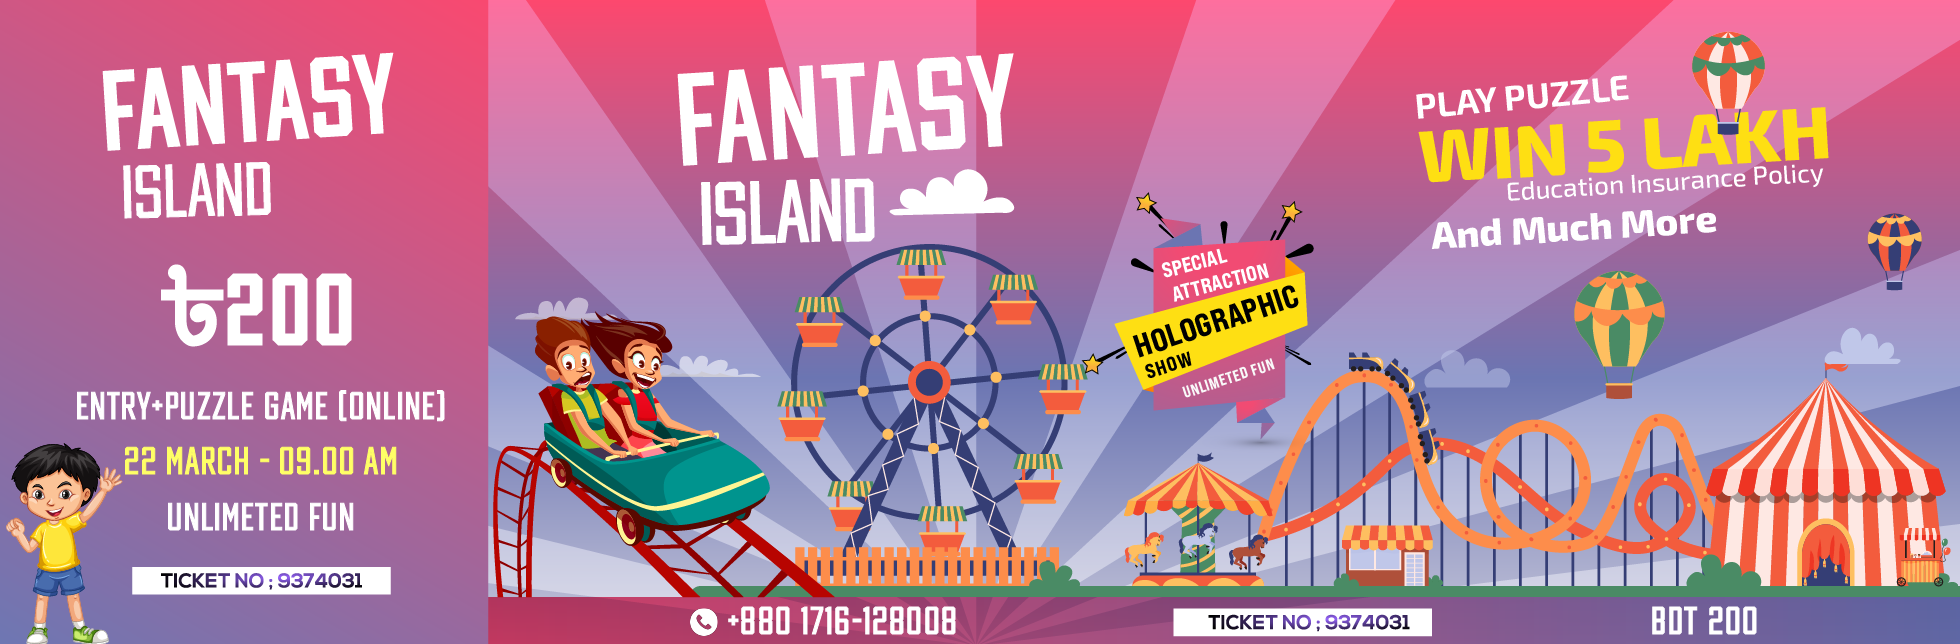 FANTASY
ISLAND
৳200
ENTRY+PUZZLE GAME (ONLINE)
22 MARCH - 09.00 AM
UNLIMETED FUN
TICKET NO ; 9374031
FANTASY
ISLAND
SPECIAL
ATTRACTION
HOLOGRAPHIC
SHOW
UNLIMETED FUN
PLAY PUZZLE
WIN 5 LAKH
Education Insurance Policy
And Much More
+880 1716-128008
TICKET NO ; 9374031
BDT 200